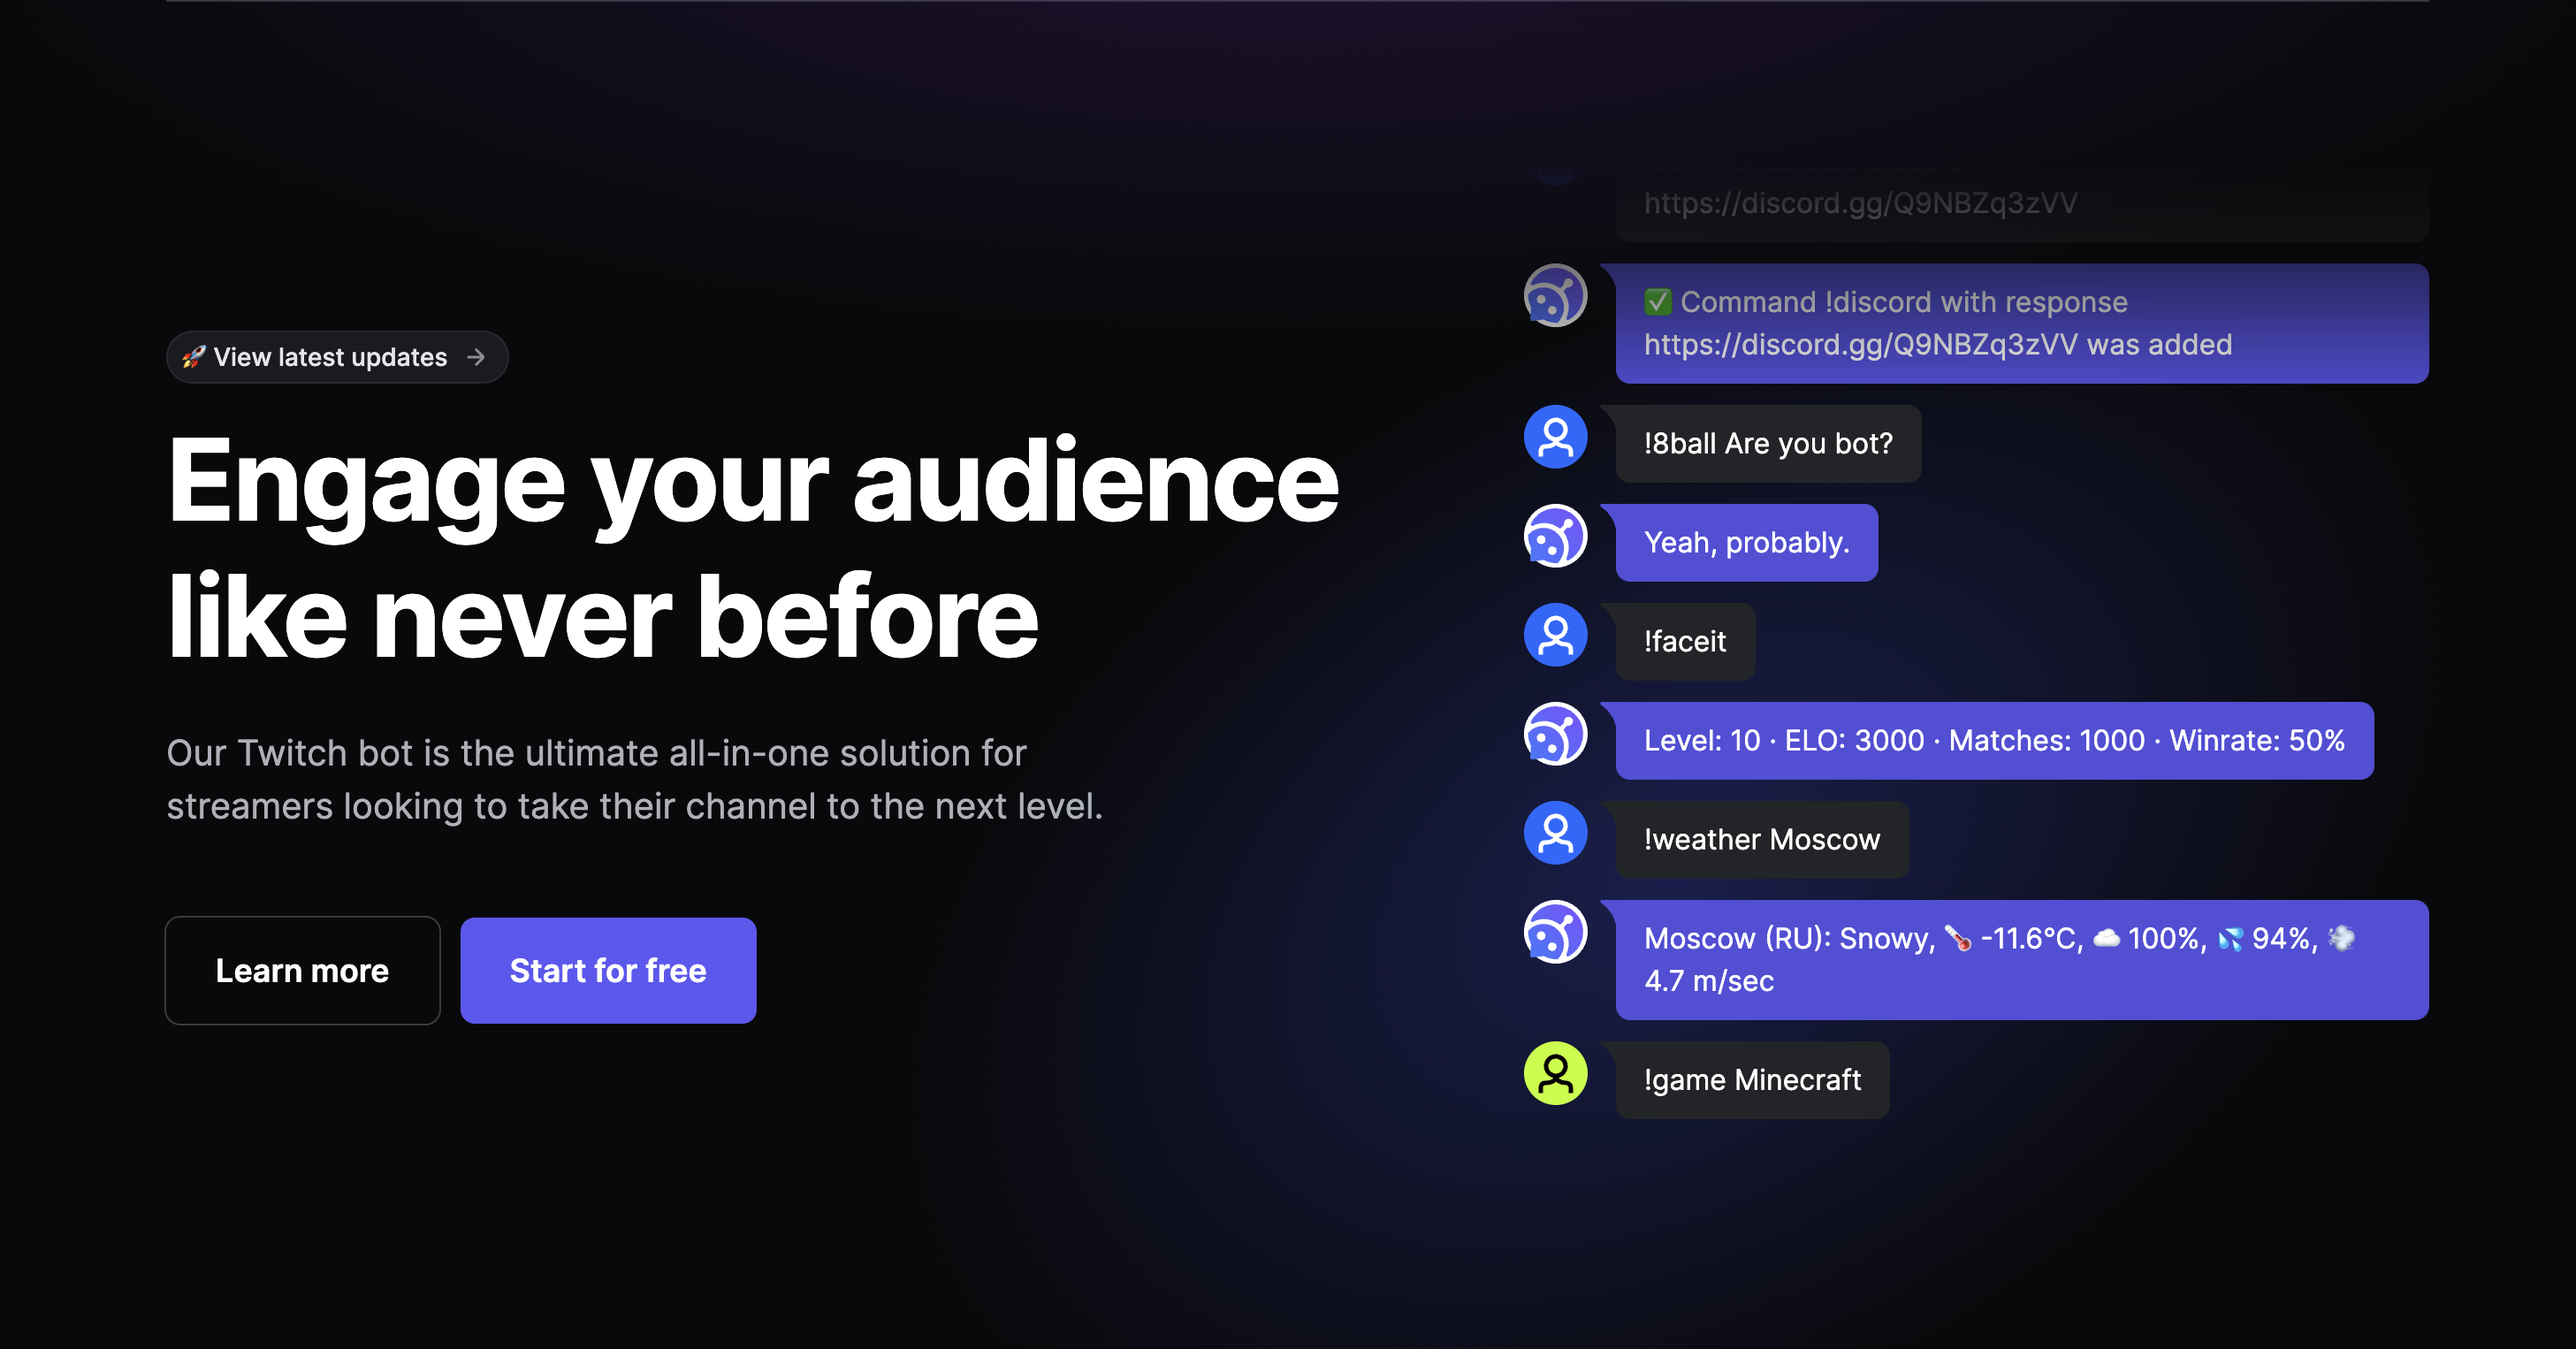 🚀 View latest updates →
Engage your audience
like never before
Our Twitch bot is the ultimate all-in-one solution for
streamers looking to take their channel to the next level.
Learn more
Start for free
https://discord.gg/Q9NBZq3zVV
✅ Command !discord with response
https://discord.gg/Q9NBZq3zVV was added
!8ball Are you bot?
Yeah, probably.
!faceit
Level: 10 · ELO: 3000 · Matches: 1000 · Winrate: 50%
!weather Moscow
Moscow (RU): Snowy, 🌡️ -11.6°C, ☁️ 100%, 💦 94%, 💨
4.7 m/sec
!game Minecraft